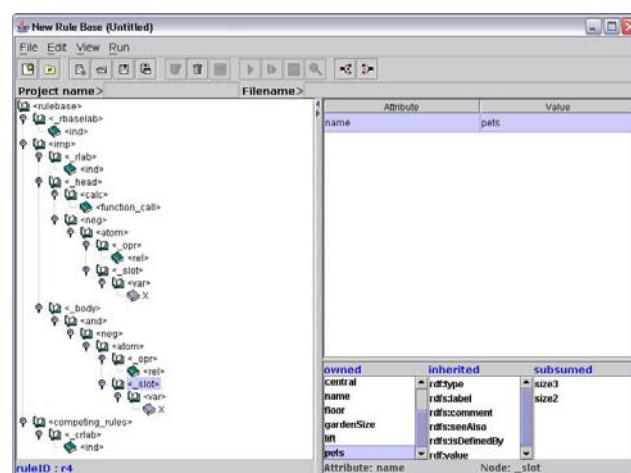 New Rule Base (Untitled)
File Edit View Run
Project name> Filename>
<rulebase>
<_rbaselab>
<ind>
<imp>
<_rlab>
<ind>
<_head>
<calc>
<function_call>
<neg>
<atom>
<_opr>
<rel>
<_slot>
<var>
X
<_body>
<and>
<neg>
<atom>
<_opr>
<rel>
<_slot>
<var>
X
<competing_rules>
<_crlab>
<ind>
ruleID : r4
Attribute Value
name pets
owned inherited subsumed
central rdf:type size3
name rdfs:label size2
floor rdfs:comment
gardenSize rdfs:seeAlso
lift rdfs:isDefinedBy
pets rdf:value
Attribute: name Node: _slot